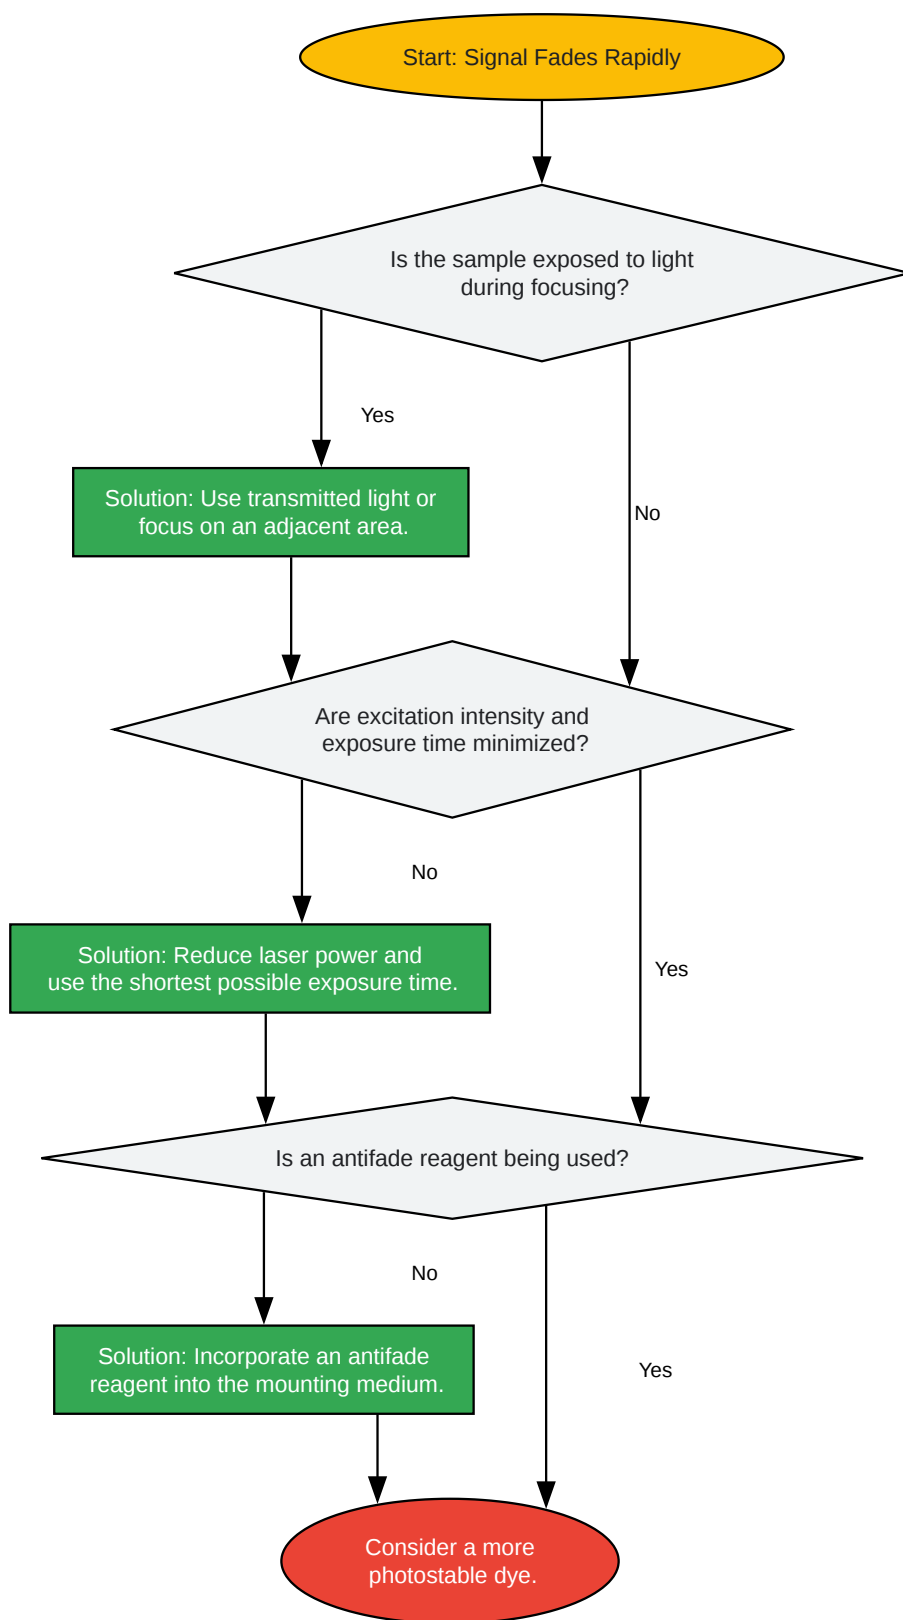 Start: Signal Fades Rapidly
Is the sample exposed to light
during focusing?
Yes
Solution: Use transmitted light or
focus on an adjacent area.
No
Are excitation intensity and
exposure time minimized?
No
Solution: Reduce laser power and
use the shortest possible exposure time.
Yes
Is an antifade reagent being used?
No
Solution: Incorporate an antifade
reagent into the mounting medium.
Yes
Consider a more
photostable dye.